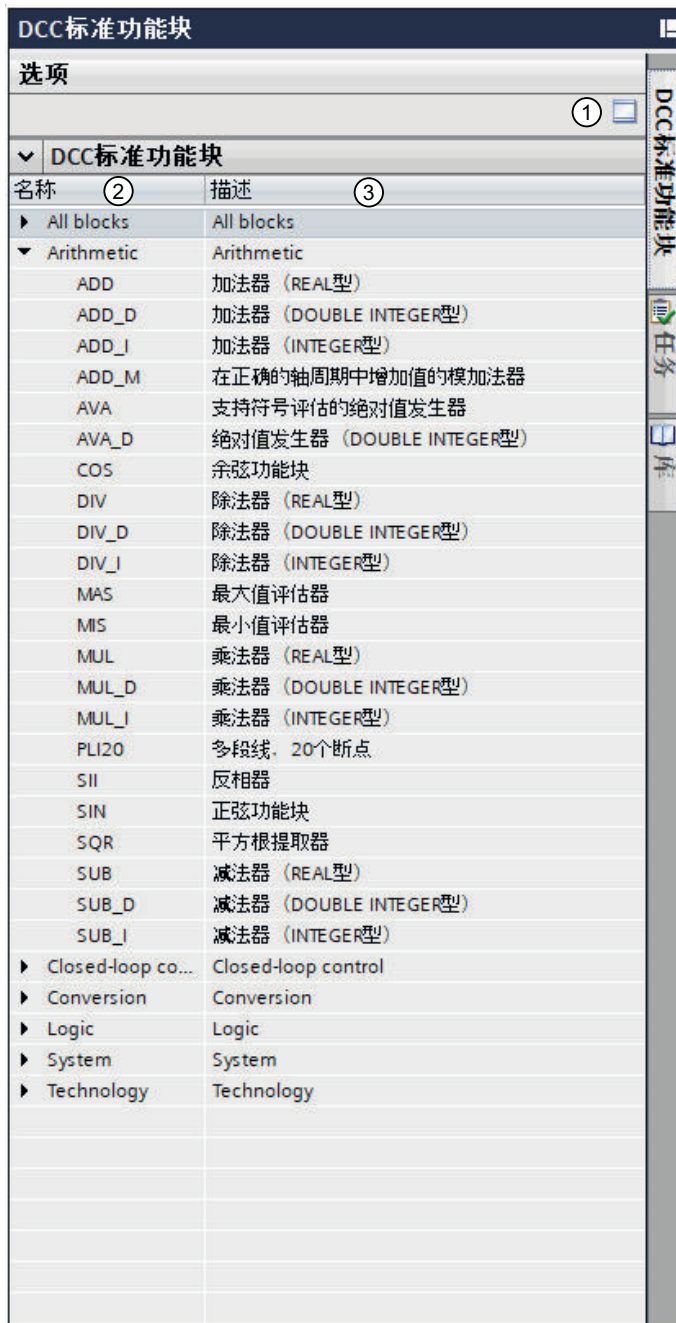 DCC标准功能块
选项
①
DCC标准功能块
名称 ② 描述 ③
All blocks All blocks
Arithmetic Arithmetic
ADD 加法器（REAL型）
ADD_D 加法器（DOUBLE INTEGER型）
ADD_I 加法器（INTEGER型）
ADD_M 在正确的轴周期中增加值的模加法器
AVA 支持符号评估的绝对值发生器
AVA_D 绝对值发生器（DOUBLE INTEGER型）
COS 余弦功能块
DIV 除法器（REAL型）
DIV_D 除法器（DOUBLE INTEGER型）
DIV_I 除法器（INTEGER型）
MAS 最大值评估器
MIS 最小值评估器
MUL 乘法器（REAL型）
MUL_D 乘法器（DOUBLE INTEGER型）
MUL_I 乘法器（INTEGER型）
PLI20 多段线，20个断点
SII 反相器
SIN 正弦功能块
SQR 平方根提取器
SUB 减法器（REAL型）
SUB_D 减法器（DOUBLE INTEGER型）
SUB_I 减法器（INTEGER型）
Closed-loop co... Closed-loop control
Conversion Conversion
Logic Logic
System System
Technology Technology
DCC标准功能块
任务
库